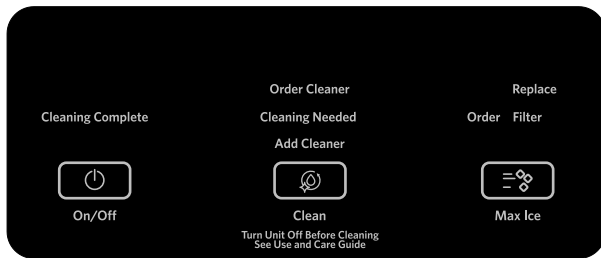 Order Cleaner
Replace
Cleaning Complete
Cleaning Needed
Order Filter
Add Cleaner
On/Off
Clean
Max Ice
Turn Unit Off Before Cleaning
See Use and Care Guide